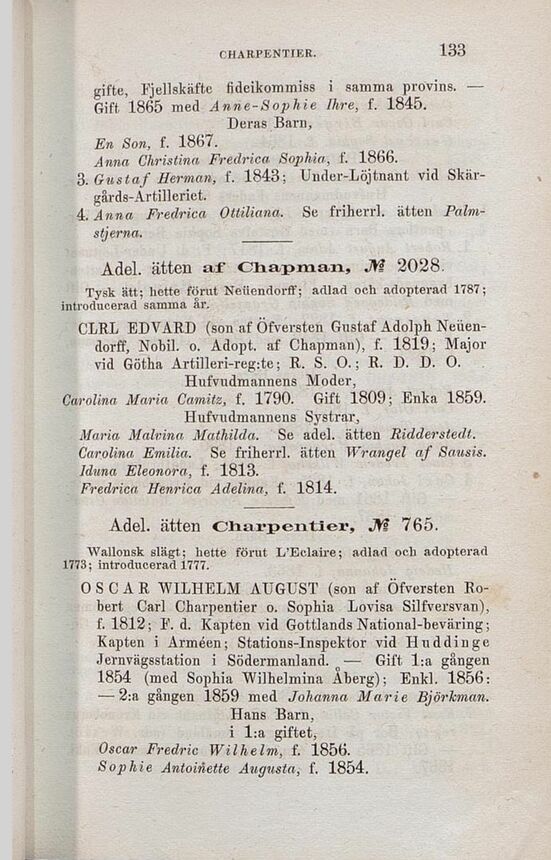 CHARPENTIER. 133
gifte, Fjellskäfte fideikommiss i samma provins. —
Gift 1865 med Anne-Sophie Ihre, f. 1845.
Deras Barn,
En Son, f. 1867.
Anna Christina Fredrica Sophia, f. 1866.
3. Gustaf Herman, f. 1843; Under-Löjtnant vid Skär-
gårds-Artilleriet.
4. Anna Fredrica Ottiliana. Se friherrl. ätten Palm-
stjerna.
Adel. ätten af Chapman, № 2028.
Tysk ätt; hette förut Neüendorff; adlad och adopterad 1787;
introducerad samma år.
CLRL EDVARD (son af Öfversten Gustaf Adolph Neüen-
dorff, Nobil. o. Adopt. af Chapman), f. 1819; Major
vid Götha Artilleri-reg:te; R. S. O.; R. D. D. O.
Hufvudmannens Moder,
Carolina Maria Camitz, f. 1790. Gift 1809; Enka 1859.
Hufvudmannens Systrar,
Maria Malvina Mathilda. Se adel. ätten Ridderstedt.
Carolina Emilia. Se friherrl. ätten Wrangel af Sausis.
Iduna Eleonora, f. 1813.
Fredrica Henrica Adelina, f. 1814.
Adel. ätten Charpentier, № 765.
Wallonsk slägt; hette förut L'Eclaire; adlad och adopterad
1773; introducerad 1777.
OSCAR WILHELM AUGUST (son af Öfversten Ro-
bert Carl Charpentier o. Sophia Lovisa Silfversvan),
f. 1812; F. d. Kapten vid Gottlands National-beväring;
Kapten i Arméen; Stations-Inspektor vid Huddinge
Jernvägsstation i Södermanland. — Gift 1:a gången
1854 (med Sophia Wilhelmina Åberg); Enkl. 1856:
— 2:a gången 1859 med Johanna Marie Björkman.
Hans Barn,
i 1:a giftet,
Oscar Fredric Wilhelm, f. 1856.
Sophie Antoinette Augusta, f. 1854.